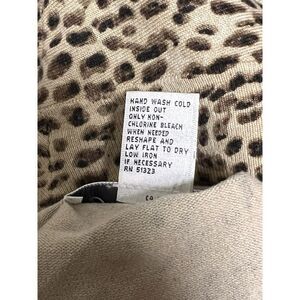 HAND WASH COLD
INSIDE OUT
ONLY NON-
CHLORINE BLEACH
WHEN NEEDED
RESHAPE AND
LAY FLAT TO DRY
LOW IRON
IF NECESSARY
RN 51323